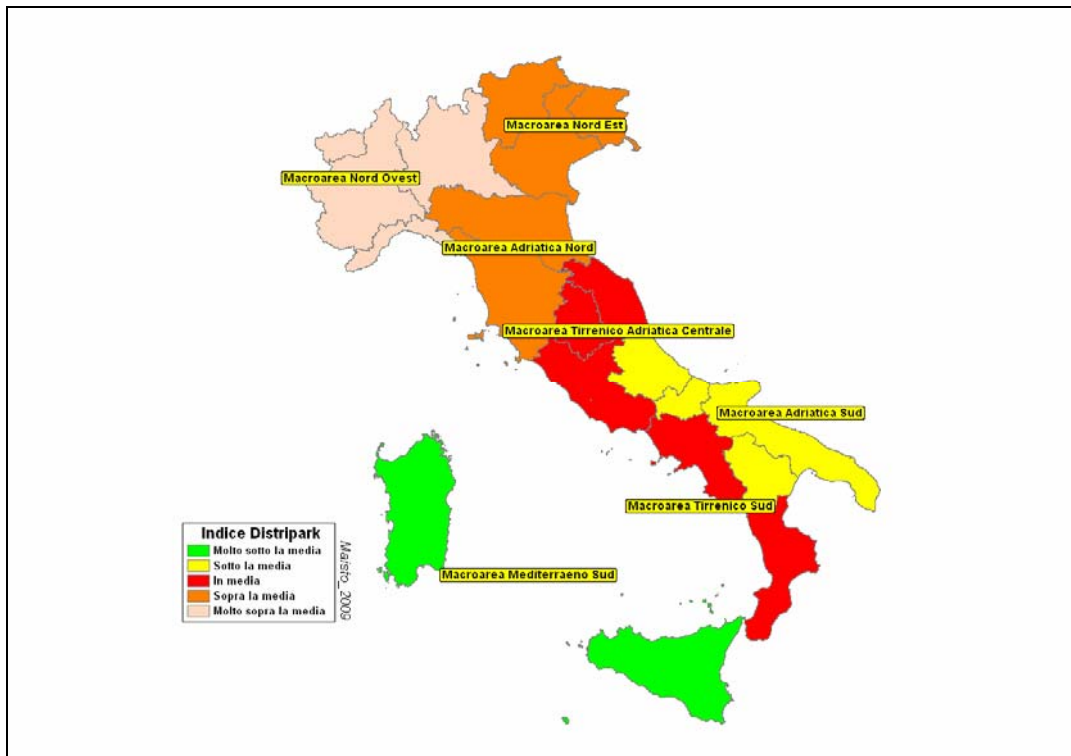 Macroarea Nord Est
Macroarea Nord Ovest
Macroarea Adriatica Nord
Macroarea Tirrenico Adriatica Centrale
Macroarea Adriatica Sud
Macroarea Tirrenico Sud
Macroarea Mediterraeno Sud
Indice Distripark
Molto sotto la media
Sotto la media
In media
Sopra la media
Molto sopra la media
Maisto_2009